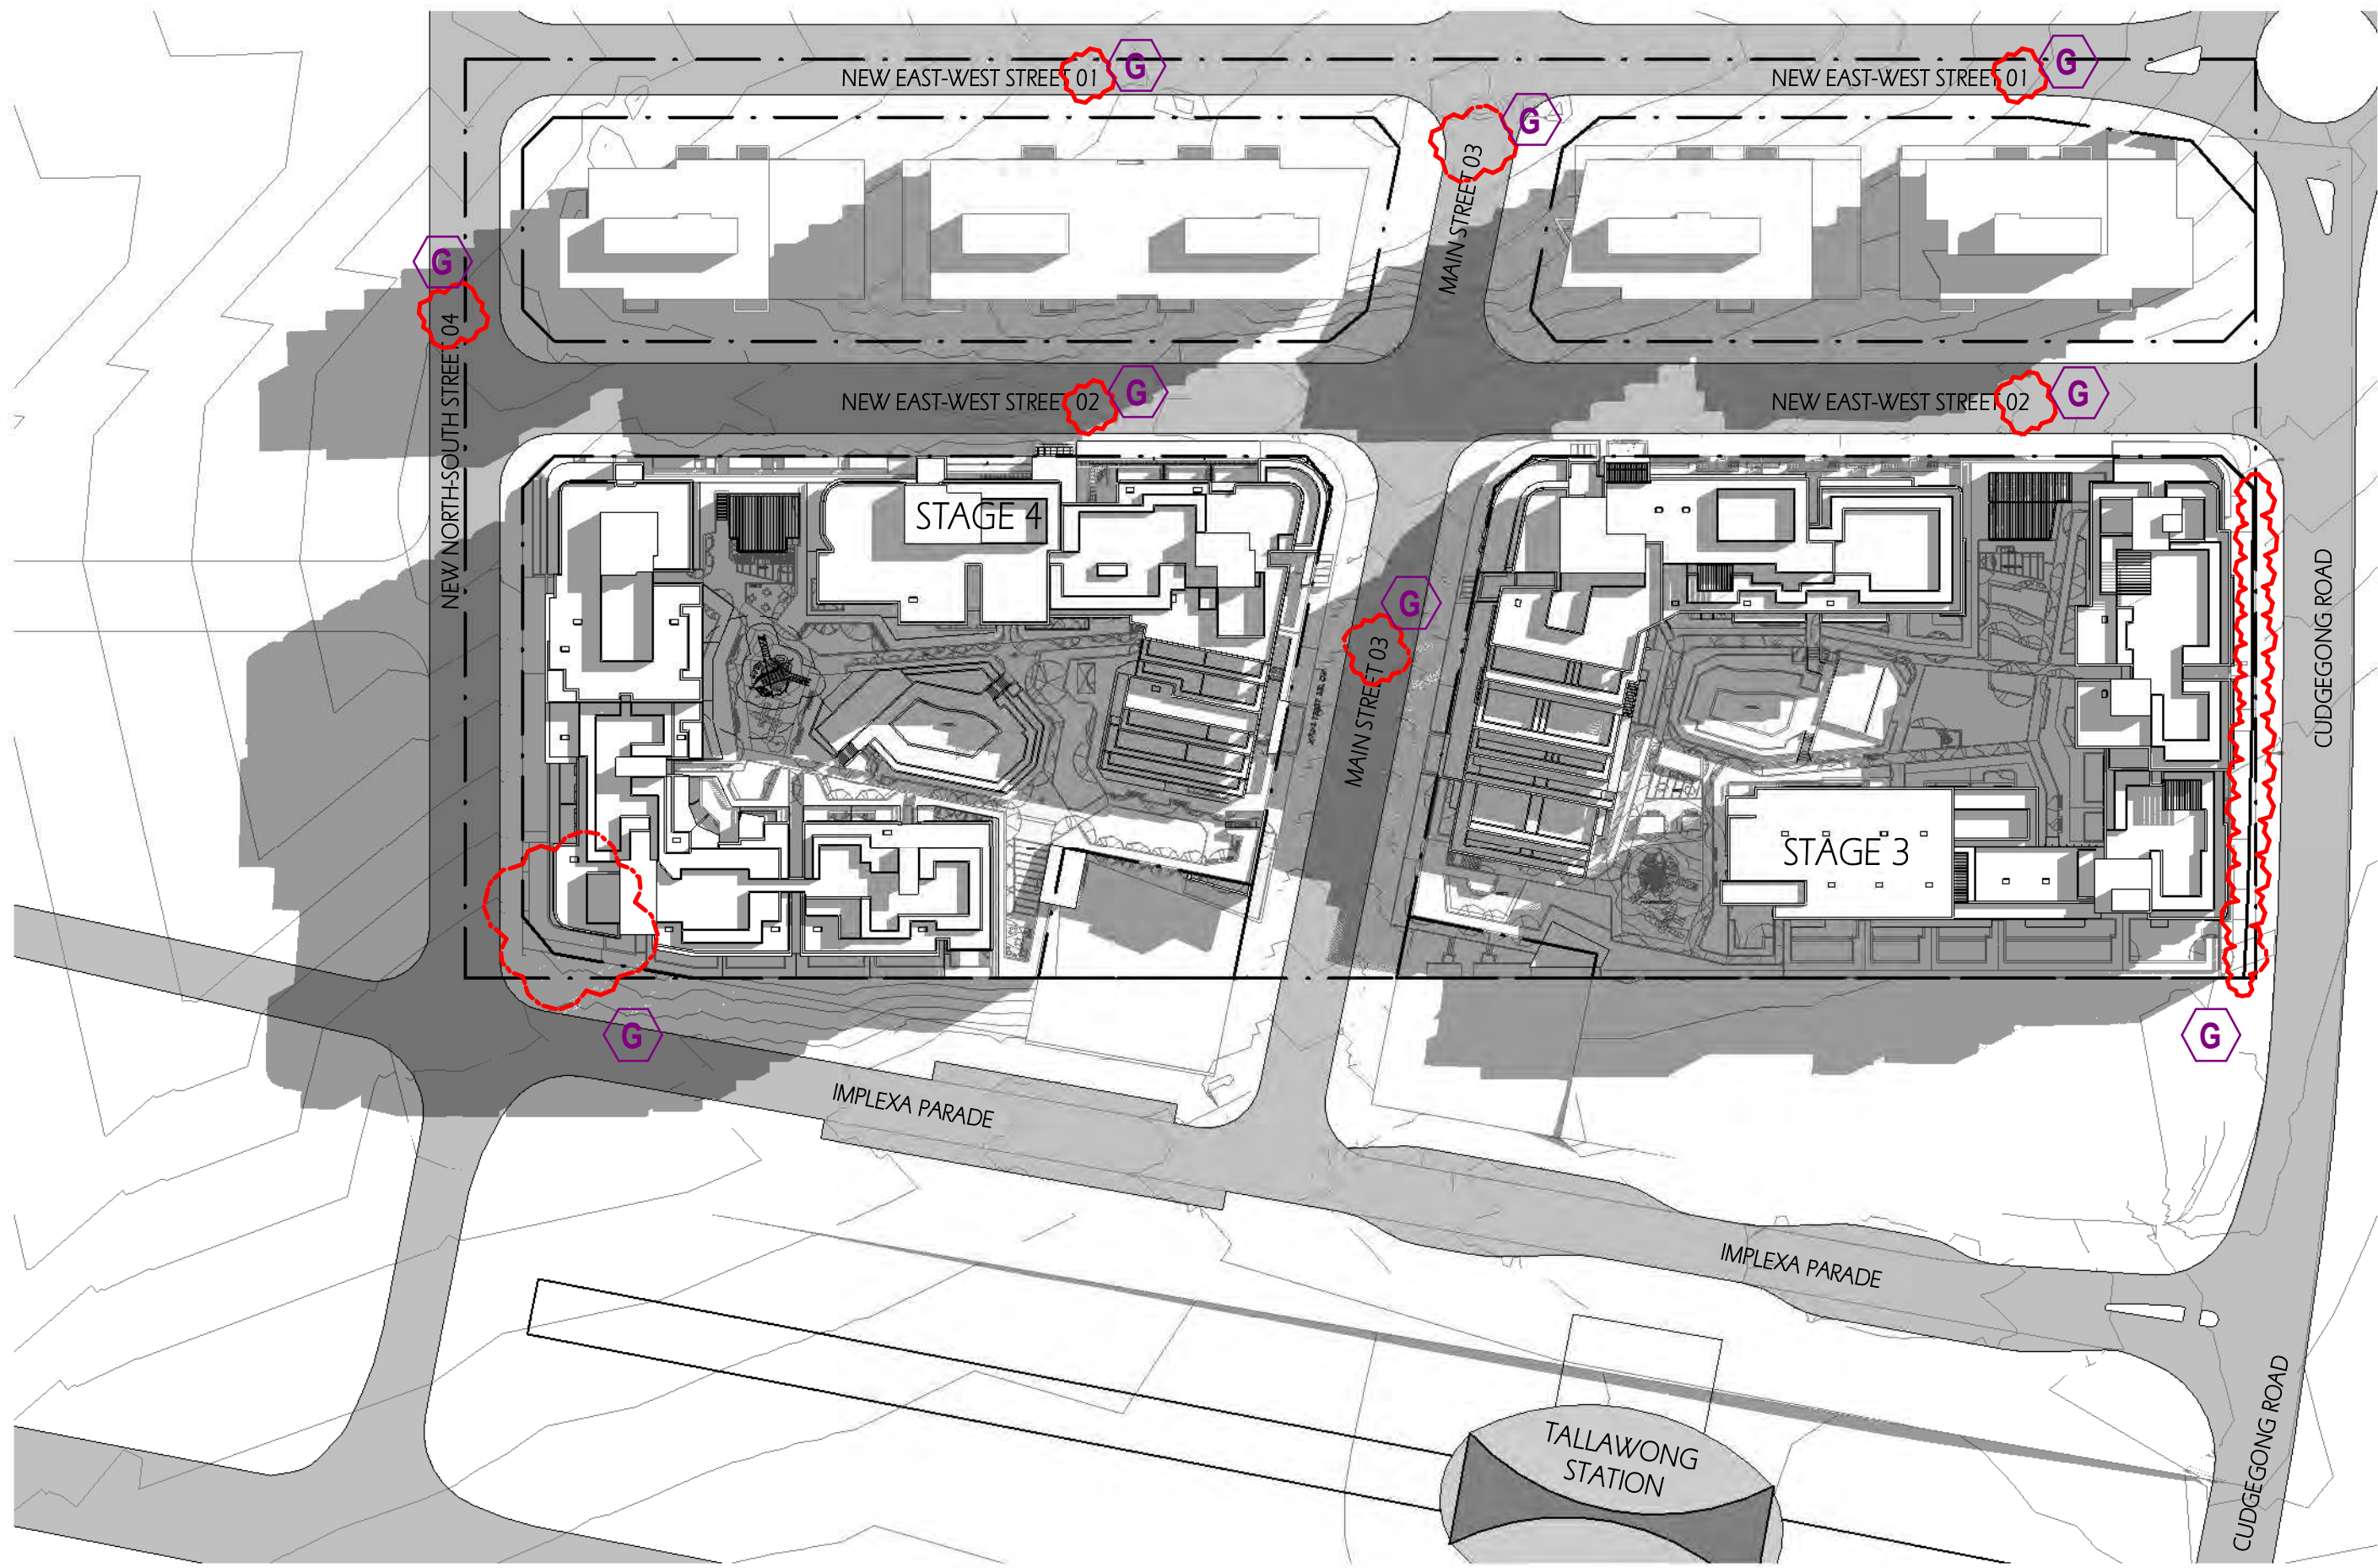 NEW EAST-WEST STREET 01
G
NEW EAST-WEST STREET 01
G
G
MAIN STREET 03
G
NEW NORTH-SOUTH STREET 04
NEW EAST-WEST STREET 02
G
NEW EAST-WEST STREET 02
G
STAGE 4
G
MAIN STREET 03
CUDGEGONG ROAD
STAGE 3
G
G
IMPLEXA PARADE
IMPLEXA PARADE
TALLAWONG
STATION
CUDGEGONG ROAD